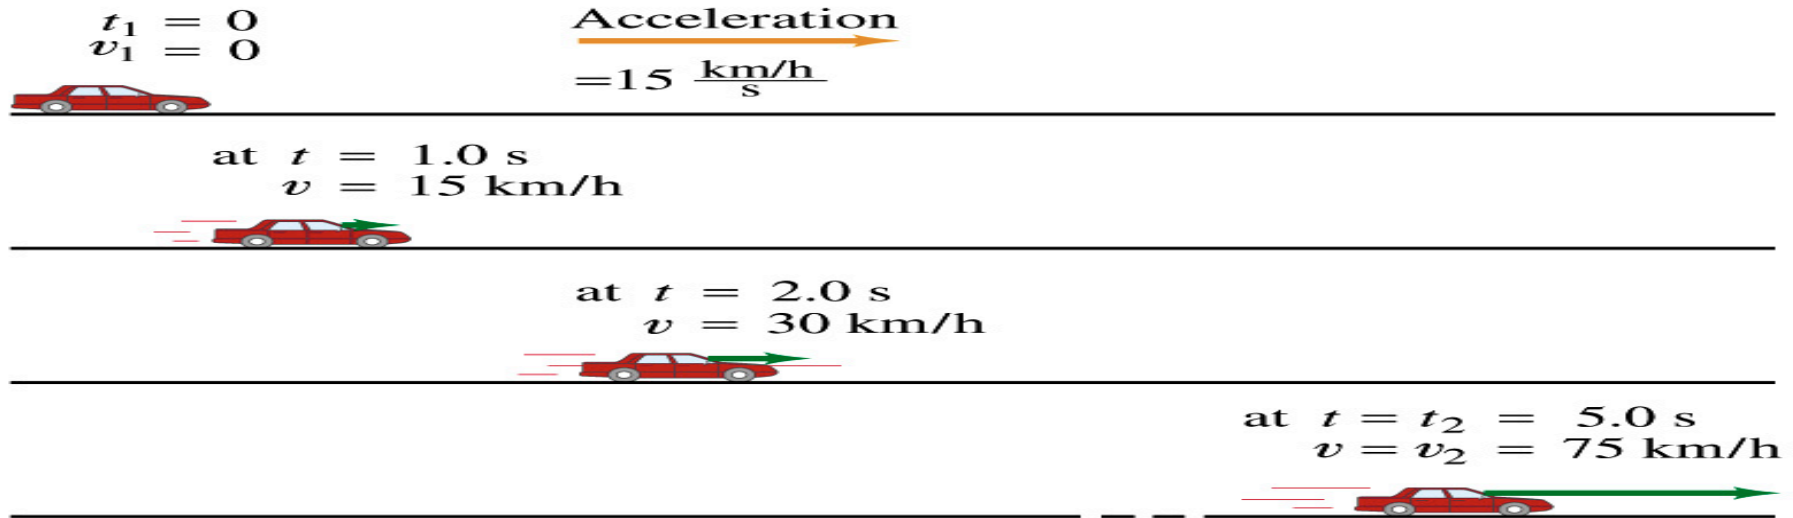 t₁ = 0
v₁ = 0
Acceleration
=15 km/h
s
at t = 1.0 s
v = 15 km/h
at t = 2.0 s
v = 30 km/h
at t = t₂ = 5.0 s
v = v₂ = 75 km/h